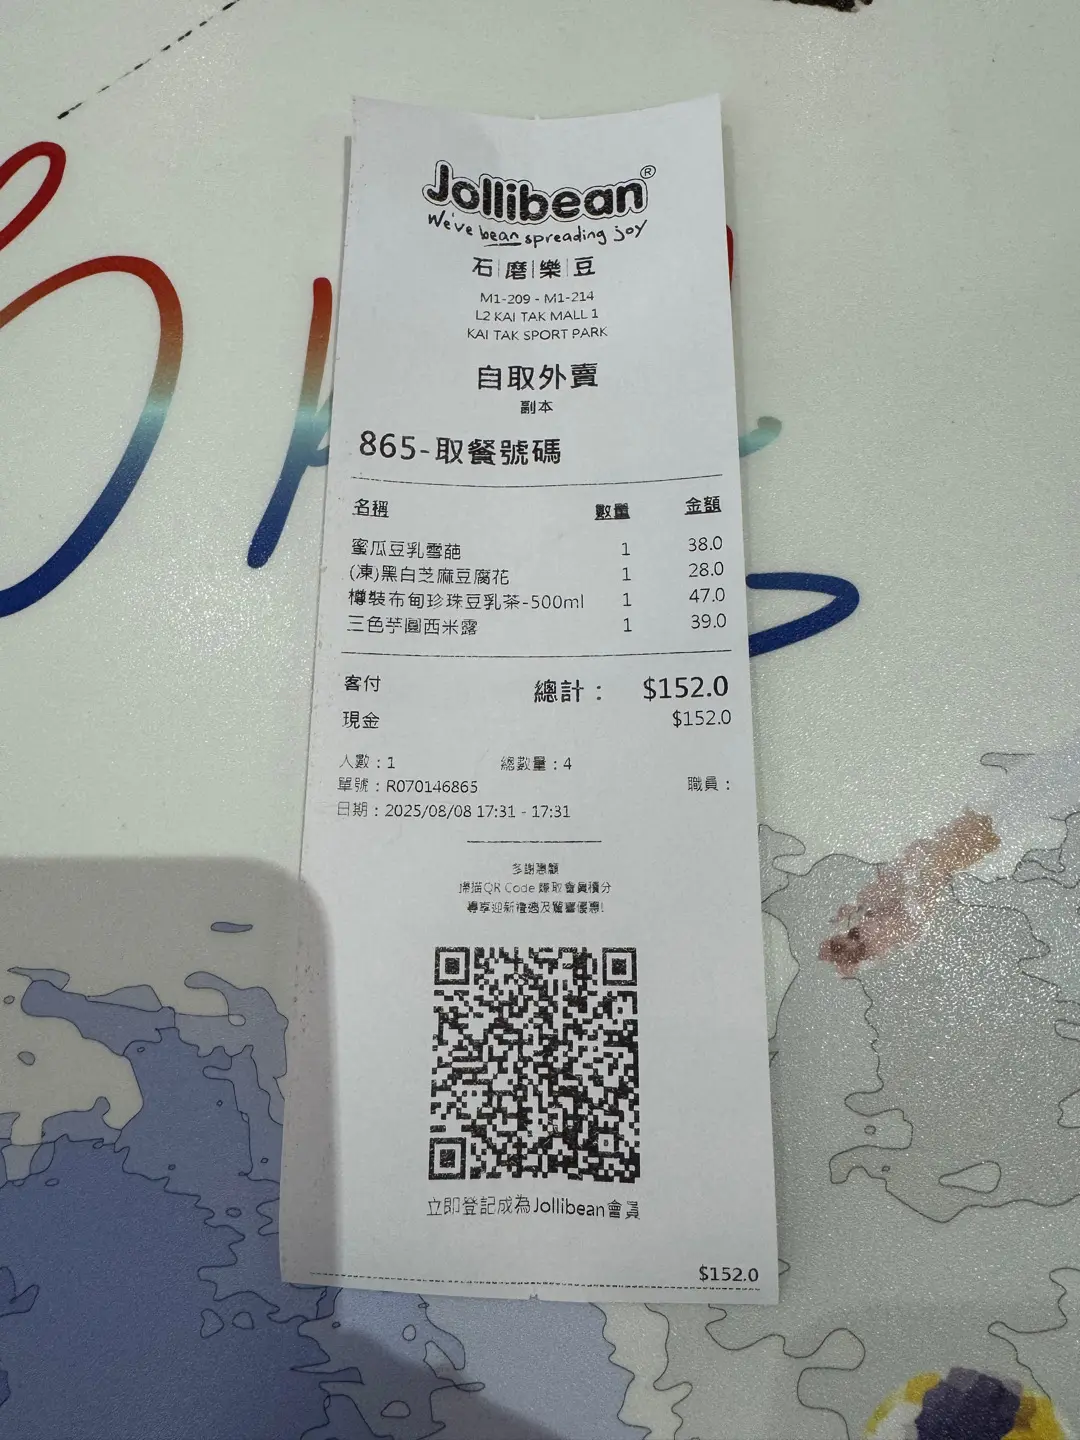 Jollibean®
We've bean spreading joy
石|磨|樂|豆
M1-209 - M1-214
L2 KAI TAK MALL 1
KAI TAK SPORT PARK
自取外賣
副本
865-取餐號碼
名稱 數量 金額
蜜瓜豆乳雪葩 1 38.0
(凍)黑白芝麻豆腐花 1 28.0
樽裝布甸珍珠豆乳茶-500ml 1 47.0
三色芋圓西米露 1 39.0
客付 總計： $152.0
現金 $152.0
人數：1 總數量：4
單號：R070146865 職員：
日期：2025/08/08 17:31 - 17:31
多謝惠顧
掃描QR Code 賺取會員積分
專享迎新禮遇及驚喜優惠!
立即登記成為Jollibean會員
$152.0